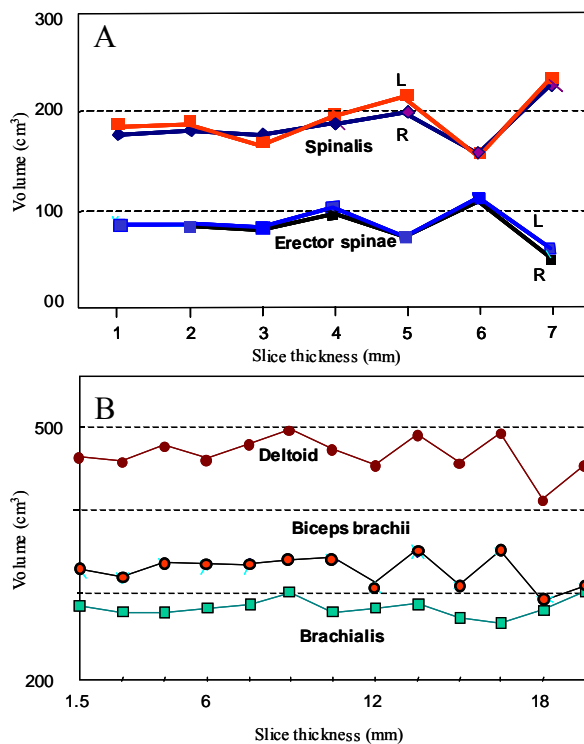 A
300
200
100
00
Volume (cm³)
L
R
Spinalis
Erector spinae
L
R
1 2 3 4 5 6 7
Slice thickness (mm)
B
500
200
Volume (cm³)
Deltoid
Biceps brachii
Brachialis
1.5 6 12 18
Slice thickness (mm)